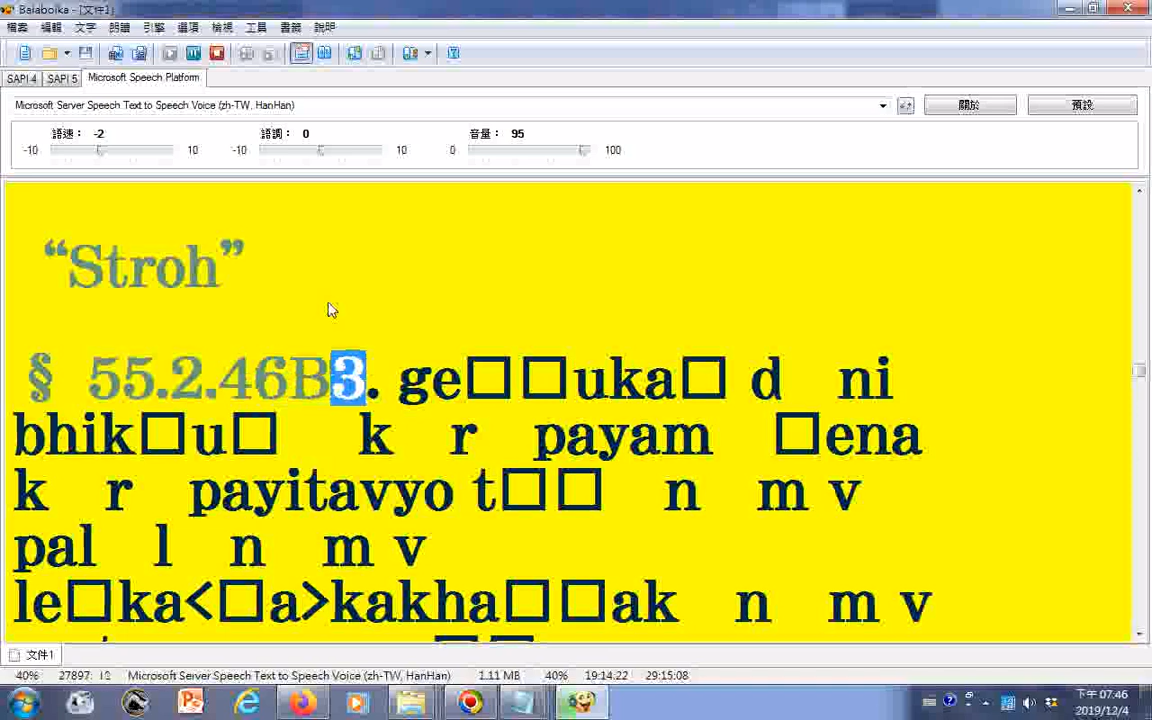 Balabolka - [文件1]
檔案 編輯 文字 朗讀 引擎 選項 檢視 工具 書籤 說明
SAPI 4 SAPI 5 Microsoft Speech Platform
Microsoft Server Speech Text to Speech Voice (zh-TW, HanHan) 關於 預設
語速： -2 語調： 0 音量： 95
-10 10 -10 10 0 100
“Stroh”
§ 55.2.46B3. ge□□uka□ d ni
bhik□u□ k r payam □ena
k r payitavyo t□□ n m v
pal l n m v
le□ka<□a>kakha□□ak n m v
文件1
40% 27897: 12 Microsoft Server Speech Text to Speech Voice (zh-TW, HanHan) 1.11 MB 40% 19:14.22 29:15:08
下午 07:46
2019/12/4